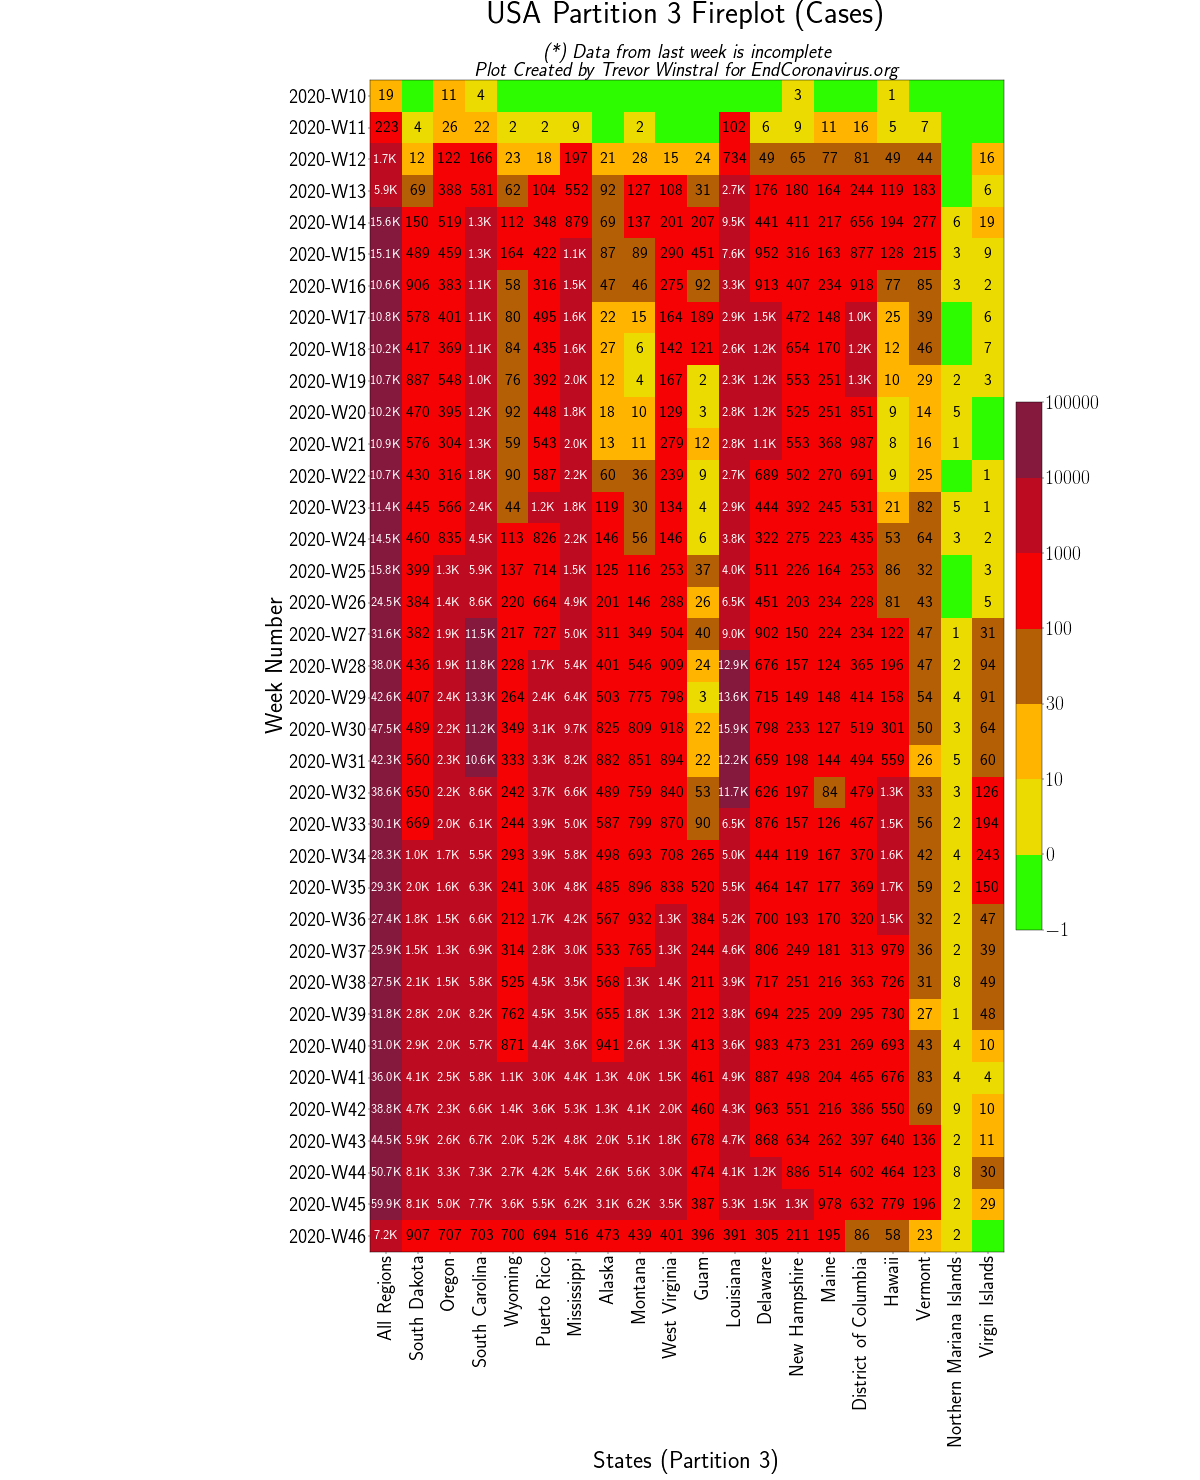 USA Partition 3 Fireplot (Cases)
(*) Data from last week is incomplete
Plot Created by Trevor Winstral for EndCoronavirus.org
2020-W10 19 11 4 3 1
2020-W11 223 4 26 22 2 2 9 2 102 6 9 11 16 5 7
2020-W12 1.7K 12 122 166 23 18 197 21 28 15 24 734 49 65 77 81 49 44 16
2020-W13 5.9K 69 388 581 62 104 552 92 127 108 31 2.7K 176 180 164 244 119 183 6
2020-W14 15.6K 150 519 1.3K 112 348 879 69 137 201 207 9.5K 441 411 217 656 194 277 6 19
2020-W15 15.1K 489 459 1.3K 164 422 1.1K 87 89 290 451 7.6K 952 316 163 877 128 215 3 9
2020-W16 10.6K 906 383 1.1K 58 316 1.5K 47 46 275 92 3.3K 913 407 234 918 77 85 3 2
2020-W17 10.8K 578 401 1.1K 80 495 1.6K 22 15 164 189 2.9K 1.5K 472 148 1.0K 25 39 6
2020-W18 10.2K 417 369 1.1K 84 435 1.6K 27 6 142 121 2.6K 1.2K 654 170 1.2K 12 46 7
2020-W19 10.7K 887 548 1.0K 76 392 2.0K 12 4 167 2 2.3K 1.2K 553 251 1.3K 10 29 2 3
2020-W20 10.2K 470 395 1.2K 92 448 1.8K 18 10 129 3 2.8K 1.2K 525 251 851 9 14 5
2020-W21 10.9K 576 304 1.3K 59 543 2.0K 13 11 279 12 2.8K 1.1K 553 368 987 8 16 1
2020-W22 10.7K 430 316 1.8K 90 587 2.2K 60 36 239 9 2.7K 689 502 270 691 9 25 1
2020-W23 11.4K 445 566 2.4K 44 1.2K 1.8K 119 30 134 4 2.9K 444 392 245 531 21 82 5 1
2020-W24 14.5K 460 835 4.5K 113 826 2.2K 146 56 146 6 3.8K 322 275 223 435 53 64 3 2
2020-W25 15.8K 399 1.3K 5.9K 137 714 1.5K 125 116 253 37 4.0K 511 226 164 253 86 32 3
2020-W26 24.5K 384 1.4K 8.6K 220 664 4.9K 201 146 288 26 6.5K 451 203 234 228 81 43 5
2020-W27 31.6K 382 1.9K 11.5K 217 727 5.0K 311 349 504 40 9.0K 902 150 224 234 122 47 1 31
2020-W28 38.0K 436 1.9K 11.8K 228 1.7K 5.4K 401 546 909 24 12.9K 676 157 124 365 196 47 2 94
2020-W29 42.6K 407 2.4K 13.3K 264 2.4K 6.4K 503 775 798 3 13.6K 715 149 148 414 158 54 4 91
2020-W30 47.5K 489 2.2K 11.2K 349 3.1K 9.7K 825 809 918 22 15.9K 798 233 127 519 301 50 3 64
2020-W31 42.3K 560 2.3K 10.6K 333 3.3K 8.2K 882 851 894 22 12.2K 659 198 144 494 559 26 5 60
2020-W32 38.6K 650 2.2K 8.6K 242 3.7K 6.6K 489 759 840 53 11.7K 626 197 84 479 1.3K 33 3 126
2020-W33 30.1K 669 2.0K 6.1K 244 3.9K 5.0K 587 799 870 90 6.5K 876 157 126 467 1.5K 56 2 194
2020-W34 28.3K 1.0K 1.7K 5.5K 293 3.9K 5.8K 498 693 708 265 5.0K 444 119 167 370 1.6K 42 4 243
2020-W35 29.3K 2.0K 1.6K 6.3K 241 3.0K 4.8K 485 896 838 520 5.5K 464 147 177 369 1.7K 59 2 150
2020-W36 27.4K 1.8K 1.5K 6.6K 212 1.7K 4.2K 567 932 1.3K 384 5.2K 700 193 170 320 1.5K 32 2 47
2020-W37 25.9K 1.5K 1.3K 6.9K 314 2.8K 3.0K 533 765 1.3K 244 4.6K 806 249 181 313 979 36 2 39
2020-W38 27.5K 2.1K 1.5K 5.8K 525 4.5K 3.5K 568 1.3K 1.4K 211 3.9K 717 251 216 363 726 31 8 49
2020-W39 31.8K 2.8K 2.0K 8.2K 762 4.5K 3.5K 655 1.8K 1.3K 212 3.8K 694 225 209 295 730 27 1 48
2020-W40 31.0K 2.9K 2.0K 5.7K 871 4.4K 3.6K 941 2.6K 1.3K 413 3.6K 983 473 231 269 693 43 4 10
2020-W41 36.0K 4.1K 2.5K 5.8K 1.1K 3.0K 4.4K 1.3K 4.0K 1.5K 461 4.9K 887 498 204 465 676 83 4 4
2020-W42 38.8K 4.7K 2.3K 6.6K 1.4K 3.6K 5.3K 1.3K 4.1K 2.0K 460 4.3K 963 551 216 386 550 69 9 10
2020-W43 44.5K 5.9K 2.6K 6.7K 2.0K 5.2K 4.8K 2.0K 5.1K 1.8K 678 4.7K 868 634 262 397 640 136 2 11
2020-W44 50.7K 8.1K 3.3K 7.3K 2.7K 4.2K 5.4K 2.6K 5.6K 3.0K 474 4.1K 1.2K 886 514 602 464 123 8 30
2020-W45 59.9K 8.1K 5.0K 7.7K 3.6K 5.5K 6.2K 3.1K 6.2K 3.5K 387 5.3K 1.5K 1.3K 978 632 779 196 2 29
2020-W46 7.2K 907 707 703 700 694 516 473 439 401 396 391 305 211 195 86 58 23 2
Week Number
100000
10000
1000
100
30
10
0
−1
All Regions
South Dakota
Oregon
South Carolina
Wyoming
Puerto Rico
Mississippi
Alaska
Montana
West Virginia
Guam
Louisiana
Delaware
New Hampshire
Maine
District of Columbia
Hawaii
Vermont
Northern Mariana Islands
Virgin Islands
States (Partition 3)